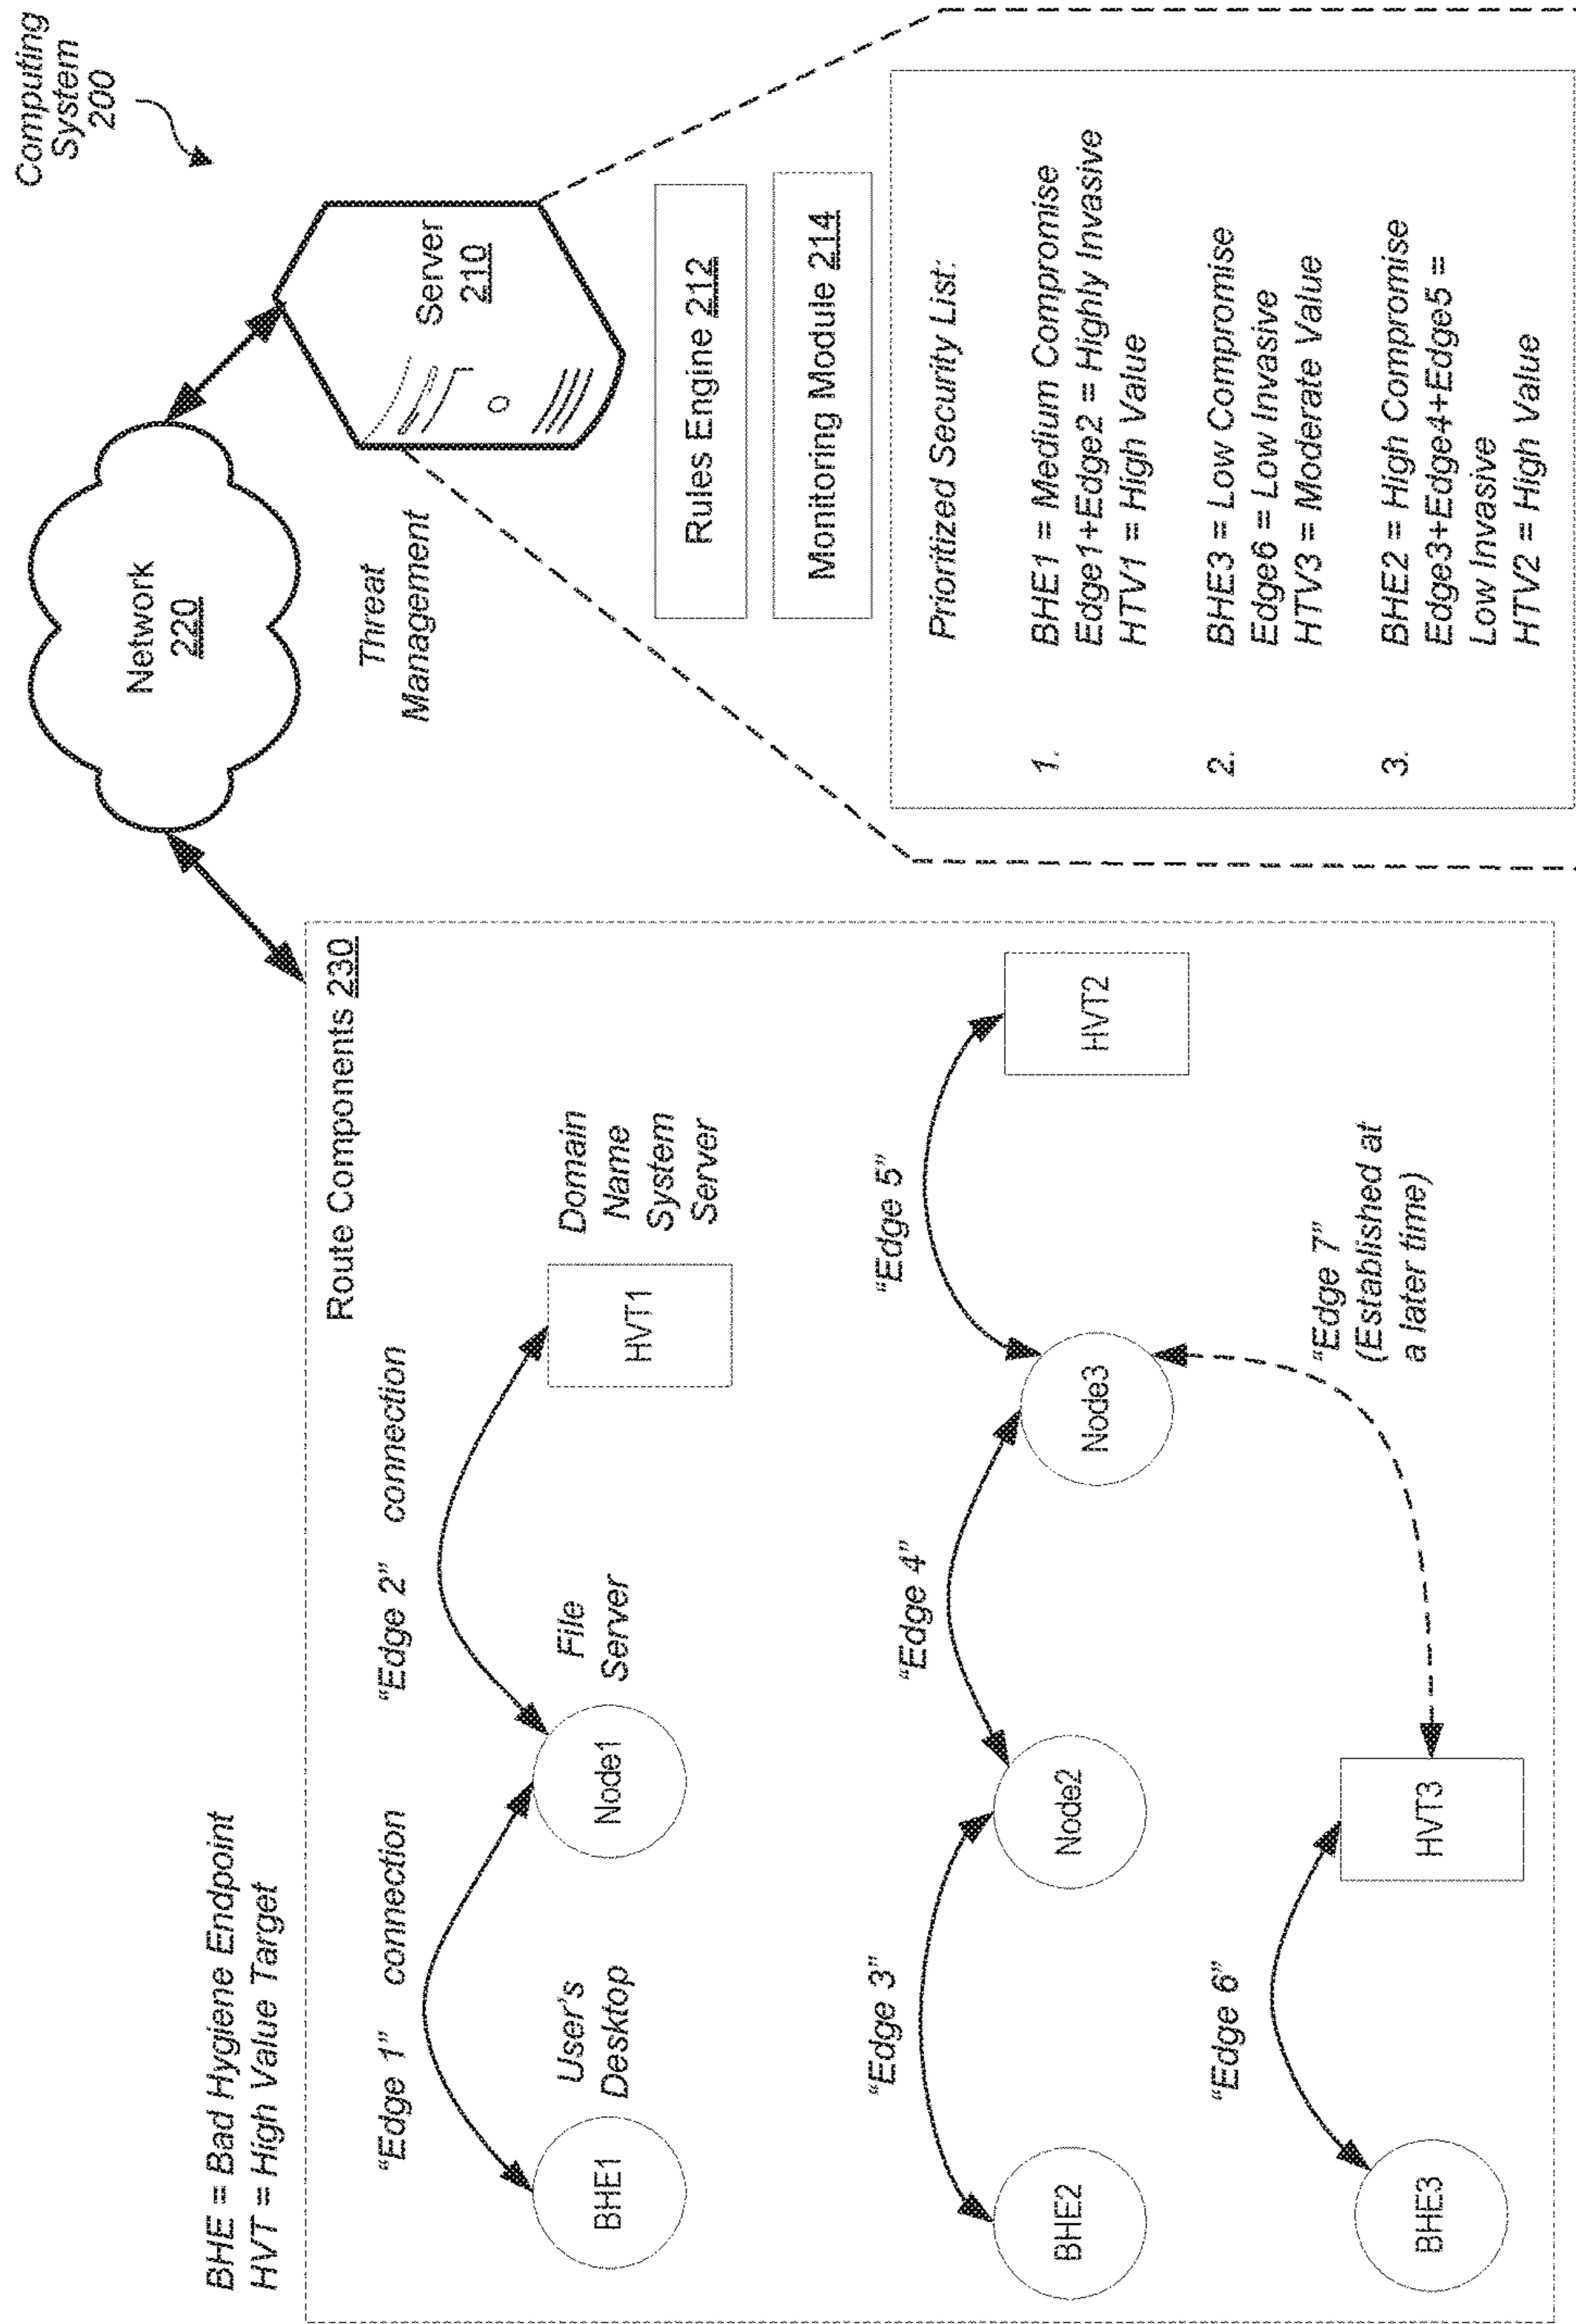 Computing
System
200
BHE = Bad Hygiene Endpoint
HVT = High Value Target
Network
220
Threat
Management
Server
210
Route Components 230
"Edge 1" connection
"Edge 2" connection
User's
Desktop
File
Server
Domain
Name
System
Server
BHE1
Node1
HVT1
"Edge 3"
"Edge 4"
"Edge 5"
BHE2
Node2
Node3
HVT2
"Edge 6"
"Edge 7"
(Established at
a later time)
BHE3
HVT3
Rules Engine 212
Monitoring Module 214
Prioritized Security List:
1. BHE1 = Medium Compromise
Edge1+Edge2 = Highly Invasive
HTV1 = High Value
2. BHE3 = Low Compromise
Edge6 = Low Invasive
HTV3 = Moderate Value
3. BHE2 = High Compromise
Edge3+Edge4+Edge5 =
Low Invasive
HTV2 = High Value